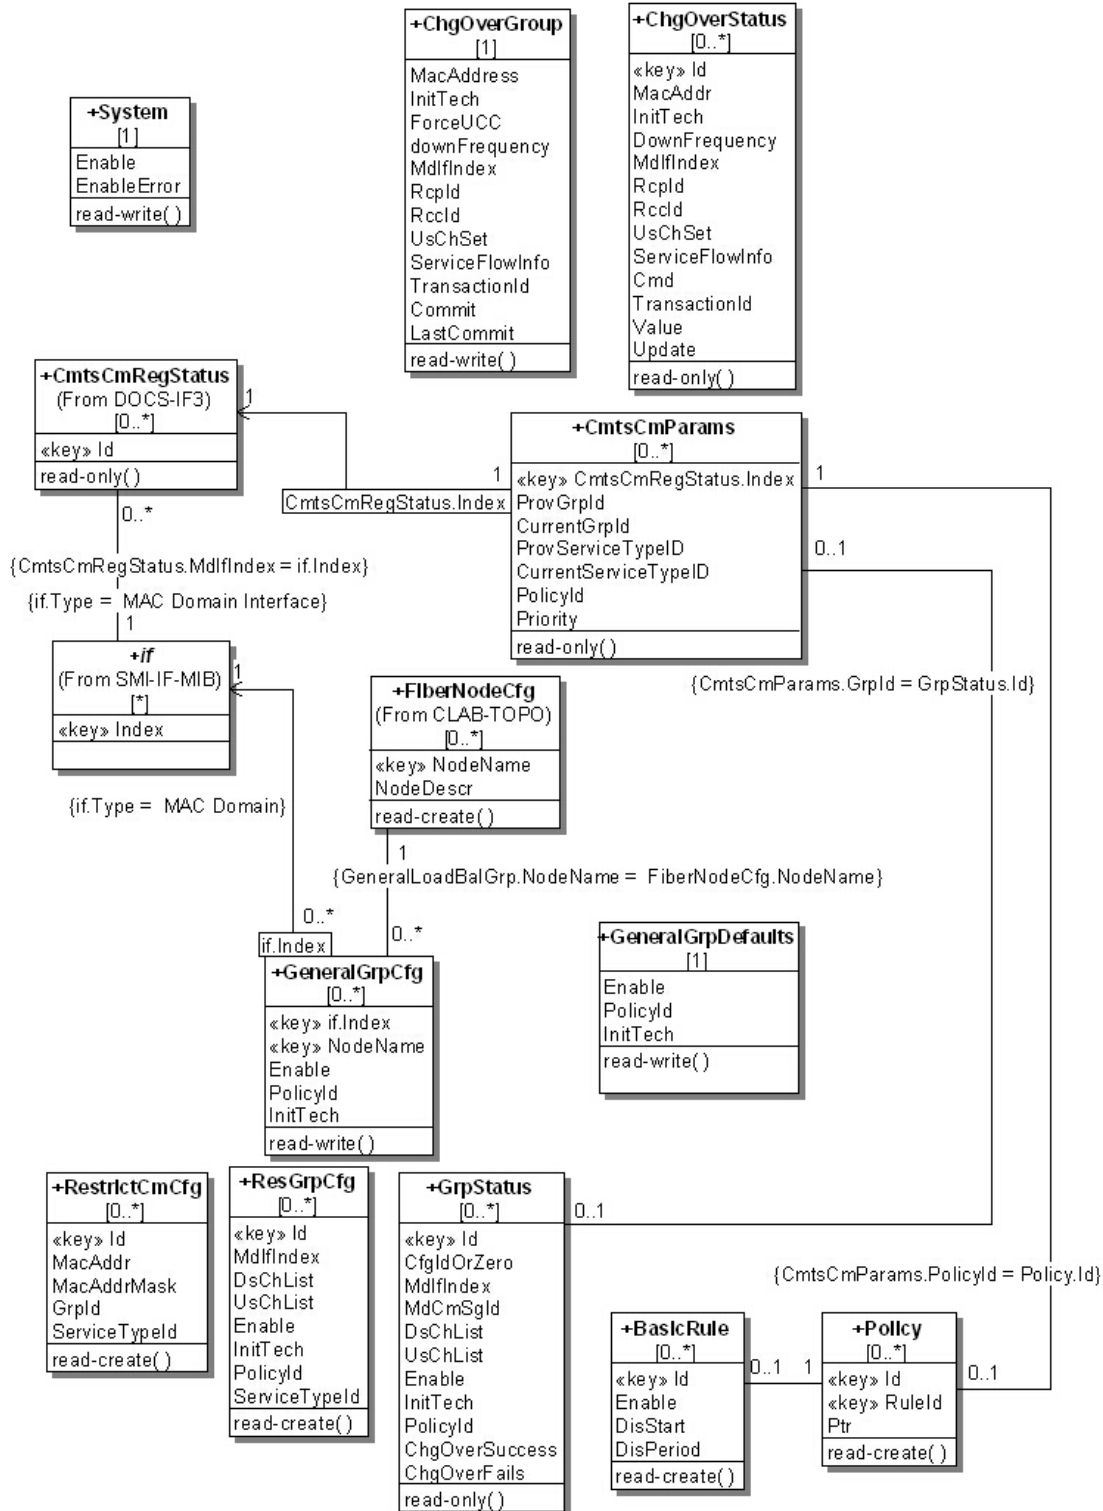 +ChgOverGroup
[1]
MacAddress
InitTech
ForceUCC
downFrequency
MdIfIndex
RcpId
RccId
UsChSet
ServiceFlowInfo
TransactionId
Commit
LastCommit
read-write( )
+ChgOverStatus
[0..*]
«key» Id
MacAddr
InitTech
DownFrequency
MdIfIndex
RcpId
RccId
UsChSet
ServiceFlowInfo
Cmd
TransactionId
Value
Update
read-only( )
+System
[1]
Enable
EnableError
read-write( )
+CmtsCmRegStatus
(From DOCS-IF3)
[0..*]
«key» Id
read-only( )
1
+CmtsCmParams
[0..*]
«key» CmtsCmRegStatus.Index
ProvGrpId
CurrentGrpId
ProvServiceTypeID
CurrentServiceTypeID
PolicyId
Priority
read-only( )
1
CmtsCmRegStatus.Index
1
0..1
0..*
{CmtsCmRegStatus.MdIfIndex = if.Index}
{if.Type = MAC Domain Interface}
1
+if
(From SMI-IF-MIB)
[*]
«key» Index
1
{CmtsCmParams.GrpId = GrpStatus.Id}
+FiberNodeCfg
(From CLAB-TOPO)
[0..*]
«key» NodeName
NodeDescr
read-create( )
{if.Type = MAC Domain}
1
{GeneralLoadBalGrp.NodeName = FiberNodeCfg.NodeName}
0..*
0..*
if.Index
+GeneralGrpCfg
[0..*]
«key» if.Index
«key» NodeName
Enable
PolicyId
InitTech
read-write( )
+GeneralGrpDefaults
[1]
Enable
PolicyId
InitTech
read-write( )
+RestrictCmCfg
[0..*]
«key» Id
MacAddr
MacAddrMask
GrpId
ServiceTypeId
read-create( )
+ResGrpCfg
[0..*]
«key» Id
MdIfIndex
DsChList
UsChList
Enable
InitTech
PolicyId
ServiceTypeId
read-create( )
+GrpStatus
[0..*]
«key» Id
CfgIdOrZero
MdIfIndex
MdCmSgId
DsChList
UsChList
Enable
InitTech
PolicyId
ChgOverSuccess
ChgOverFails
read-only( )
0..1
{CmtsCmParams.PolicyId = Policy.Id}
+BasicRule
[0..*]
«key» Id
Enable
DisStart
DisPeriod
read-create( )
0..1
1
+Policy
[0..*]
«key» Id
«key» RuleId
Ptr
read-create( )
0..1